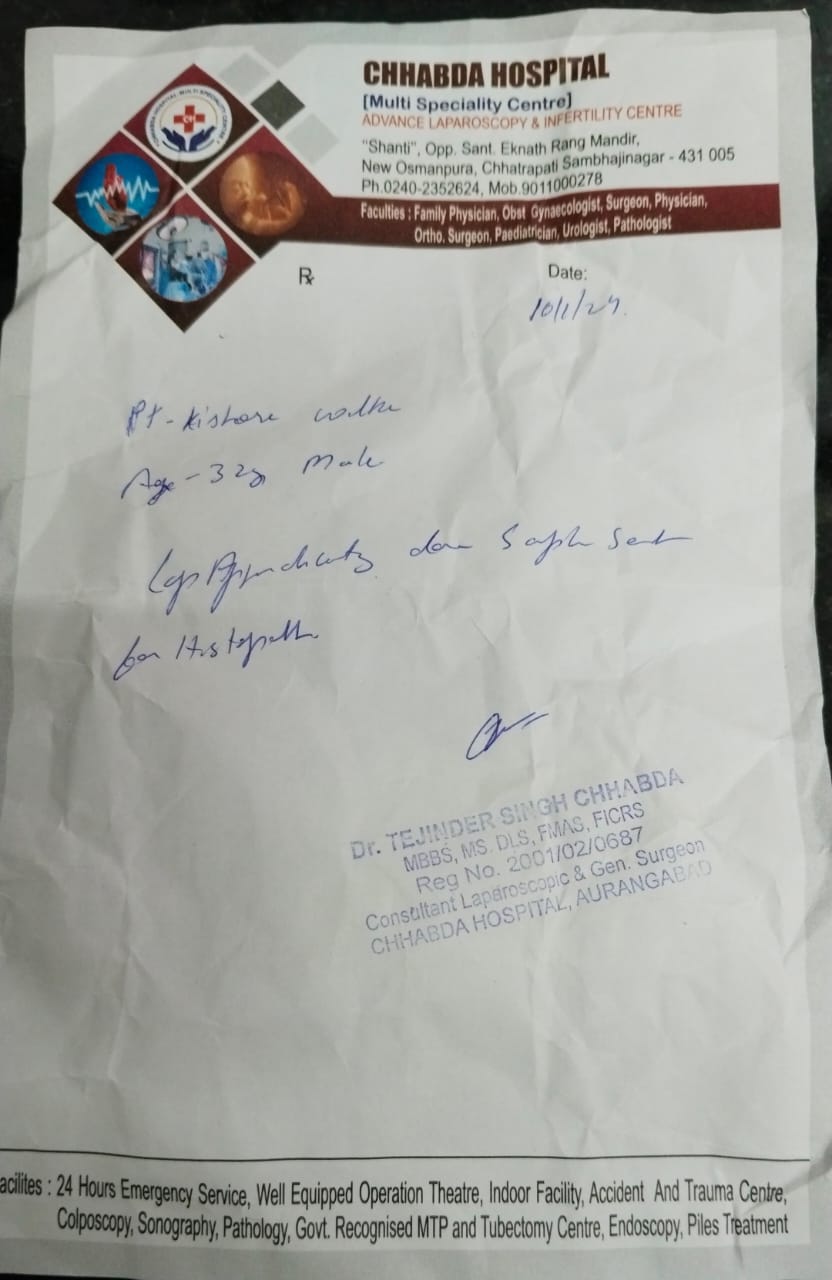 CHHABDA HOSPITAL
[Multi Speciality Centre]
ADVANCE LAPAROSCOPY & INFERTILITY CENTRE
"Shanti", Opp. Sant. Eknath Rang Mandir,
New Osmanpura, Chhatrapati Sambhajinagar - 431 005
Ph.0240-2352624, Mob.9011000278
Faculties : Family Physician, Obst Gynaecologist, Surgeon, Physician,
Ortho. Surgeon, Paediatrician, Urologist, Pathologist
℞
Date:
10/1/24.
Pt - Kishore
Age - 32y Male
Lap
for Histopath
Dr. TEJINDER SINGH CHHABDA
MBBS, MS. DLS, FMAS, FICRS
Reg No. 2001/02/0687
Consultant Laparoscopic & Gen. Surgeon
CHHABDA HOSPITAL, AURANGABAD
acilites : 24 Hours Emergency Service, Well Equipped Operation Theatre, Indoor Facility, Accident And Trauma Centre,
Colposcopy, Sonography, Pathology, Govt. Recognised MTP and Tubectomy Centre, Endoscopy, Piles Treatment